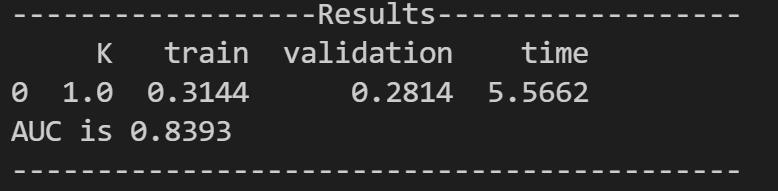 ------------------Results------------------
     K   train  validation    time
0  1.0  0.3144      0.2814  5.5662
AUC is 0.8393
-------------------------------------------